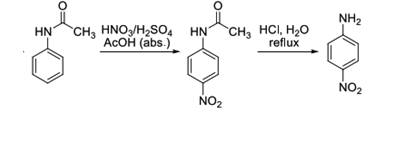 O
HN CH3
HNO3/H2SO4
AcOH (abs.)
O
HN CH3
NO2
HCl, H2O
reflux
NH2
NO2